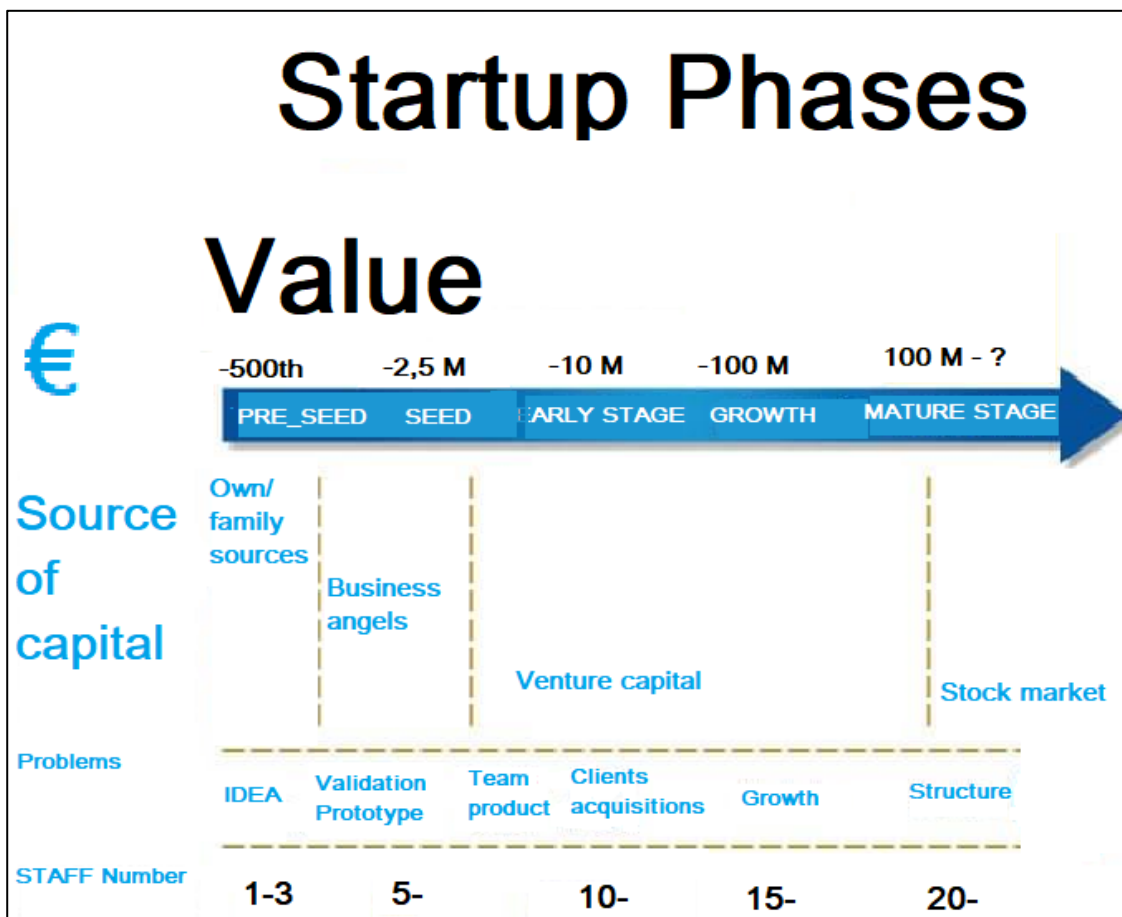 Startup Phases
Value
€
-500th -2,5 M -10 M -100 M 100 M - ?
PRE_SEED SEED EARLY STAGE GROWTH MATURE STAGE
Source
of
capital
Own/
family
sources
Business
angels
Venture capital
Stock market
Problems
IDEA
Validation
Prototype
Team
product
Clients
acquisitions
Growth
Structure
STAFF Number
1-3 5- 10- 15- 20-